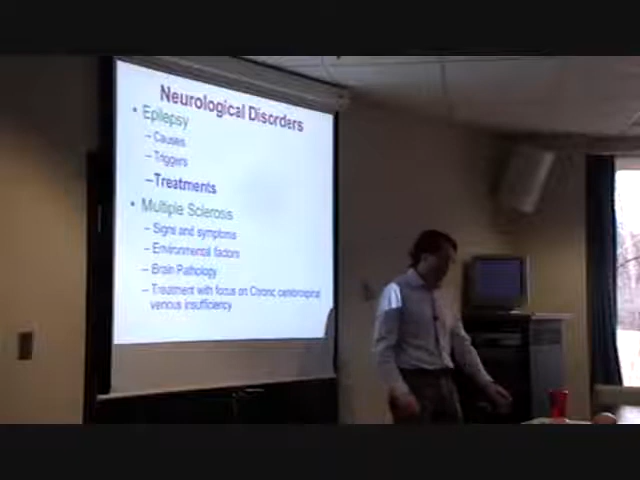 Neurological Disorders
• Epilepsy
– Causes
– Triggers
–Treatments
• Multiple Sclerosis
– Signs and symptoms
– Environmental factors
– Brain Pathology
– Treatment with focus on Chronic cerebrospinal
venous insufficiency